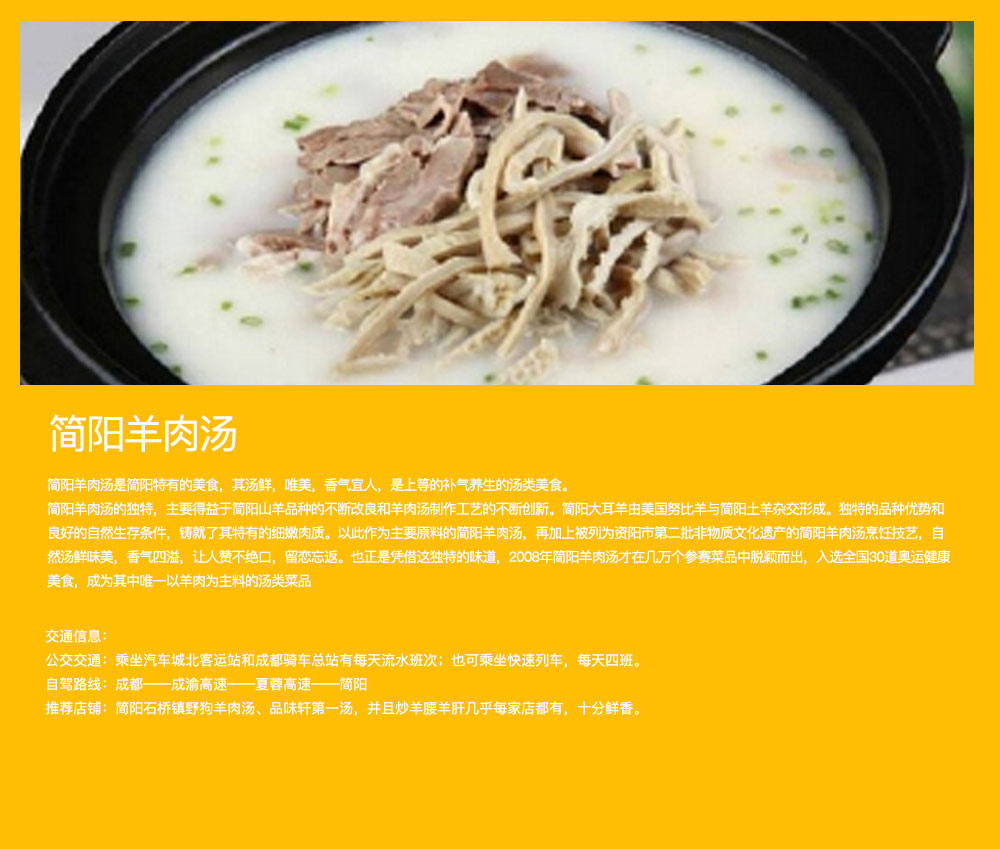 简阳羊肉汤
简阳羊肉汤是简阳特有的美食，其汤鲜，唯美，香气宜人，是上等的补气养生的汤类美食。
简阳羊肉汤的独特，主要得益于简阳山羊品种的不断改良和羊肉汤制作工艺的不断创新。简阳大耳羊由美国努比羊与简阳土羊杂交形成。独特的品种优势和
良好的自然生存条件，铸就了其特有的细嫩肉质。以此作为主要原料的简阳羊肉汤，再加上被列为资阳市第二批非物质文化遗产的简阳羊肉汤烹饪技艺，自
然汤鲜味美，香气四溢，让人赞不绝口，留恋忘返。也正是凭借这独特的味道，2008年简阳羊肉汤才在几万个参赛菜品中脱颖而出，入选全国30道奥运健康
美食，成为其中唯一以羊肉为主料的汤类菜品
交通信息：
公交交通：乘坐汽车城北客运站和成都骑车总站有每天流水班次；也可乘坐快速列车，每天四班。
自驾路线：成都——成渝高速——夏蓉高速——简阳
推荐店铺：简阳石桥镇野狗羊肉汤、品味轩第一汤，并且炒羊腰羊肝几乎每家店都有，十分鲜香。